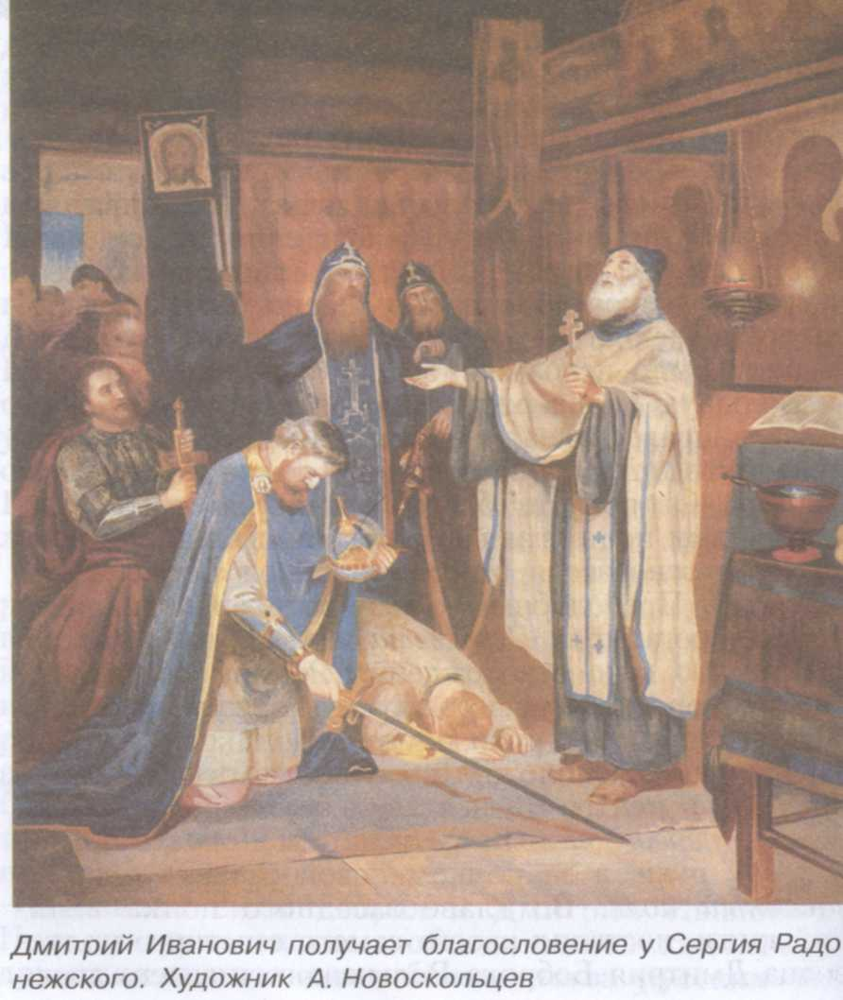 Дмитрий Иванович получает благословение у Сергия Радо
нежского. Художник А. Новоскольцев